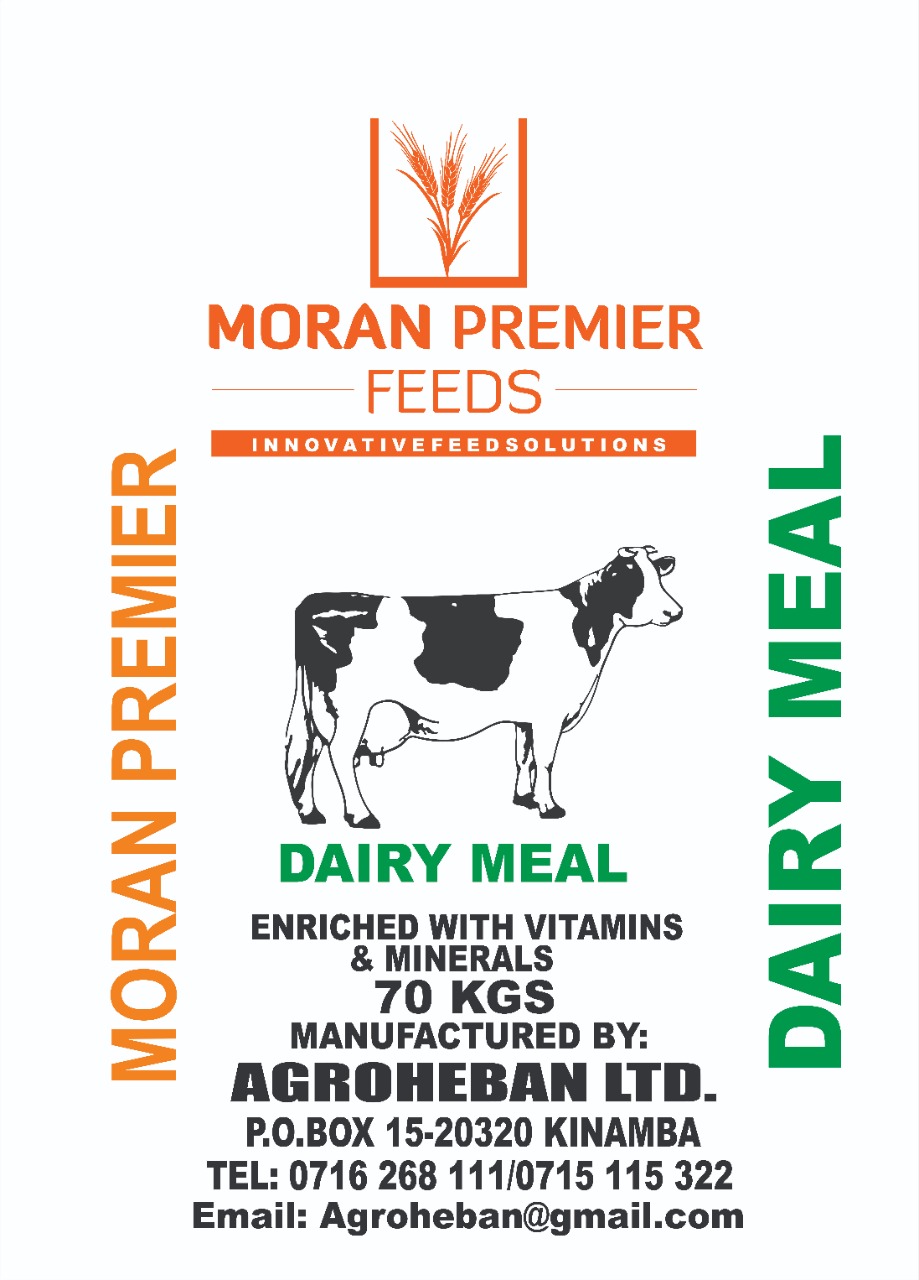 MORAN PREMIER
FEEDS
INNOVATIVEFEEDSOLUTIONS
MORAN PREMIER
DAIRY MEAL
DAIRY MEAL
ENRICHED WITH VITAMINS
& MINERALS
70 KGS
MANUFACTURED BY:
AGROHEBAN LTD.
P.O.BOX 15-20320 KINAMBA
TEL: 0716 268 111/0715 115 322
Email: Agroheban@gmail.com